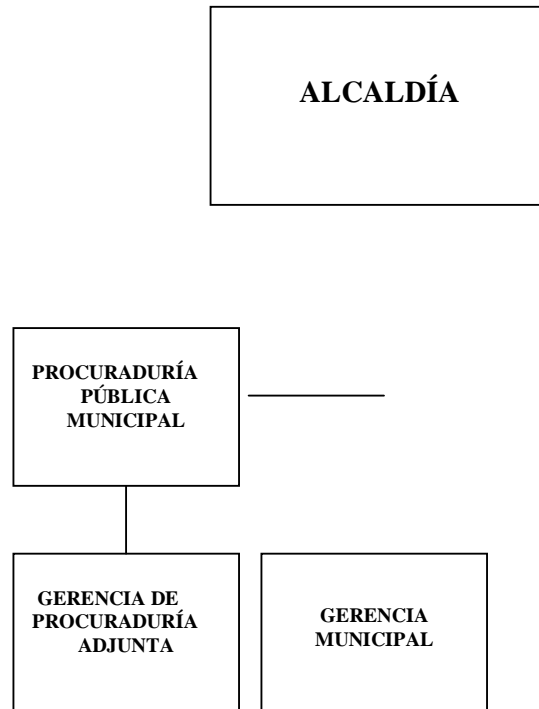 ALCALDÍA
PROCURADURÍA
PÚBLICA
MUNICIPAL
GERENCIA DE
PROCURADURÍA
ADJUNTA
GERENCIA
MUNICIPAL